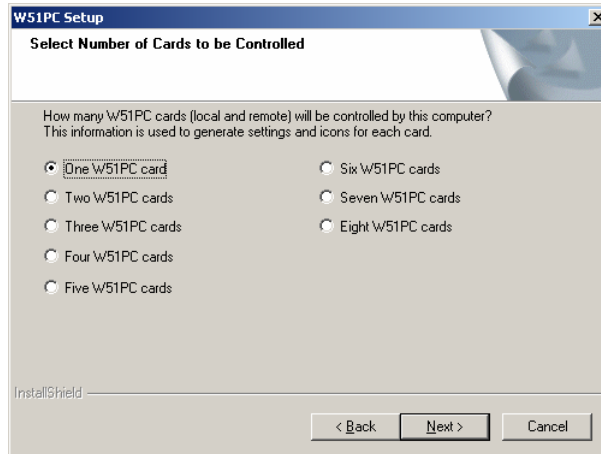 W51PC Setup
Select Number of Cards to be Controlled
How many W51PC cards (local and remote) will be controlled by this computer?
This information is used to generate settings and icons for each card.
One W51PC card
Two W51PC cards
Three W51PC cards
Four W51PC cards
Five W51PC cards
Six W51PC cards
Seven W51PC cards
Eight W51PC cards
InstallShield
< Back
Next >
Cancel